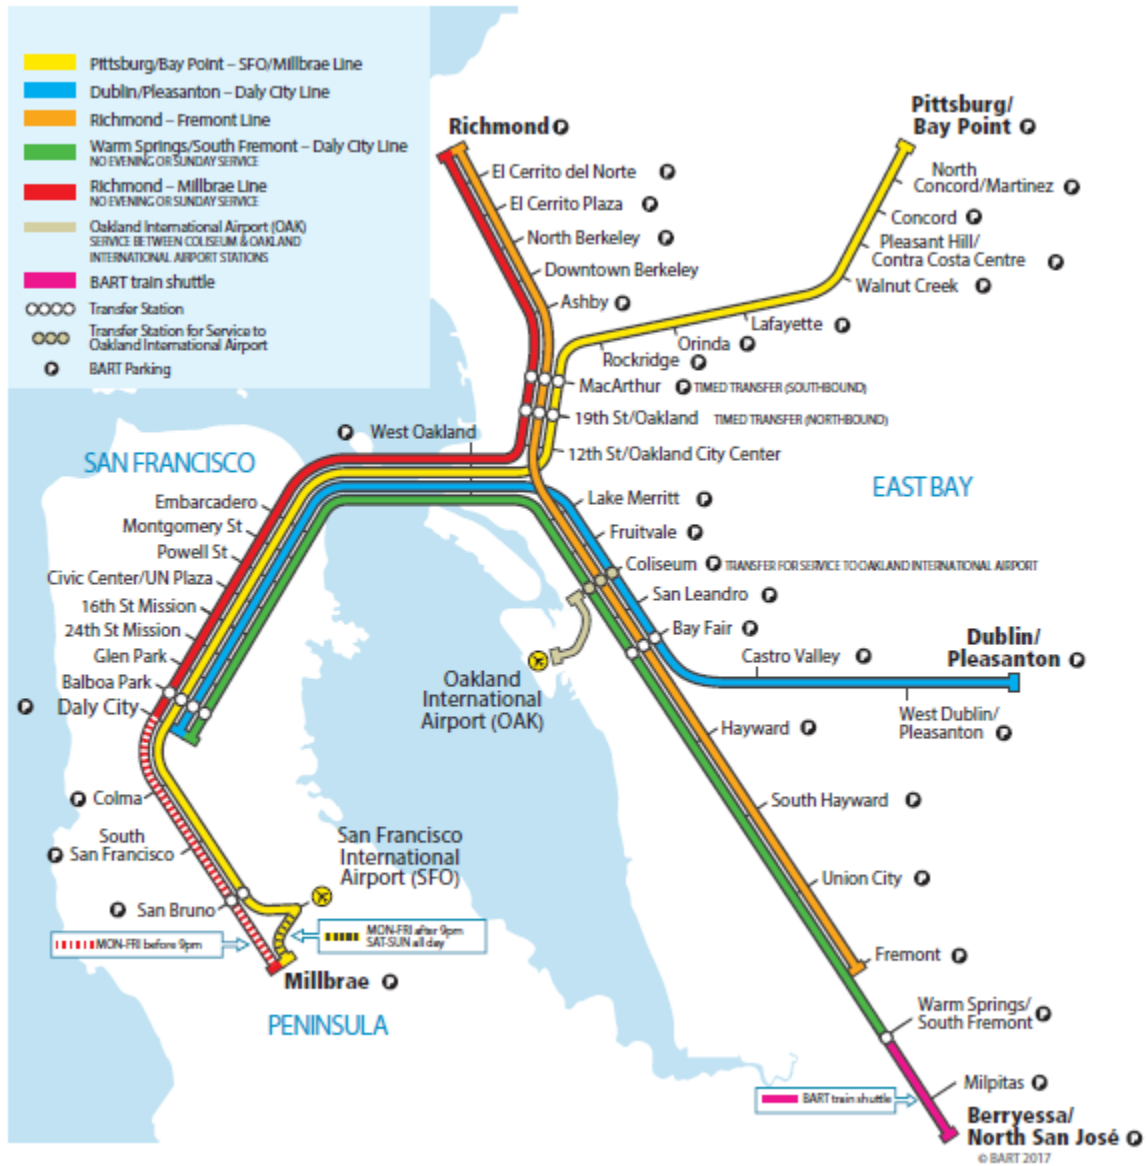 Pittsburg/Bay Point – SFO/Millbrae Line
Dublin/Pleasanton – Daly City Line
Richmond – Fremont Line
Warm Springs/South Fremont – Daly City Line
NO EVENING OR SUNDAY SERVICE
Richmond – Millbrae Line
NO EVENING OR SUNDAY SERVICE
Oakland International Airport (OAK)
SERVICE BETWEEN COLISEUM & OAKLAND
INTERNATIONAL AIRPORT STATIONS
BART train shuttle
Transfer Station
Transfer Station for Service to
Oakland International Airport
P BART Parking
Richmond P
El Cerrito del Norte P
El Cerrito Plaza P
North Berkeley P
Downtown Berkeley
Ashby P
Pittsburg/
Bay Point P
North
Concord/Martinez P
Concord P
Pleasant Hill/
Contra Costa Centre P
Walnut Creek P
Lafayette P
Orinda P
Rockridge P
MacArthur P TIMED TRANSFER (SOUTHBOUND)
19th St/Oakland TIMED TRANSFER (NORTHBOUND)
12th St/Oakland City Center
P West Oakland
SAN FRANCISCO
EAST BAY
Embarcadero
Montgomery St
Powell St
Civic Center/UN Plaza
16th St Mission
24th St Mission
Glen Park
Balboa Park
P Daly City
P Colma
South
P San Francisco
P San Bruno
Lake Merritt P
Fruitvale P
Coliseum P TRANSFER FOR SERVICE TO OAKLAND INTERNATIONAL AIRPORT
San Leandro P
Bay Fair P
Castro Valley P
Dublin/
Pleasanton P
West Dublin/
Pleasanton P
Oakland
International
Airport (OAK)
Hayward P
South Hayward P
Union City P
Fremont P
Warm Springs/
South Fremont P
San Francisco
International
Airport (SFO)
MON-FRI before 9pm
MON-FRI after 9pm
SAT-SUN all day
Millbrae P
PENINSULA
BART train shuttle
Milpitas P
Berryessa/
North San José P
© BART 2017